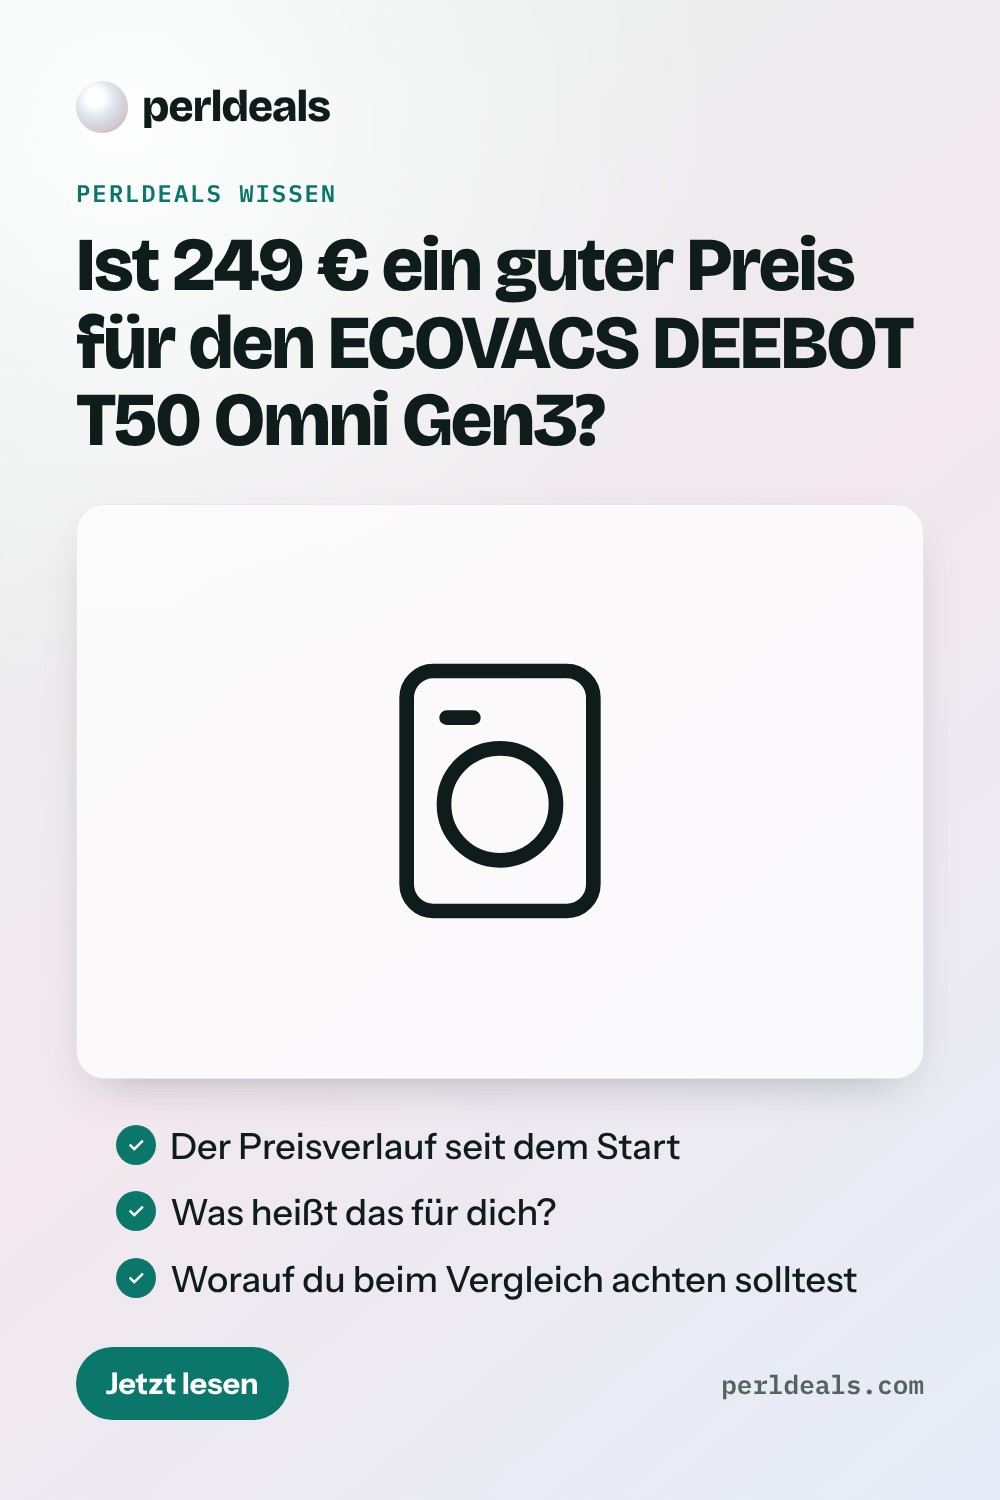 perldeals
PERLDEALS WISSEN
Ist 249 € ein guter Preis
für den ECOVACS DEEBOT
T50 Omni Gen3?
Der Preisverlauf seit dem Start
Was heißt das für dich?
Worauf du beim Vergleich achten solltest
Jetzt lesen
perldeals.com